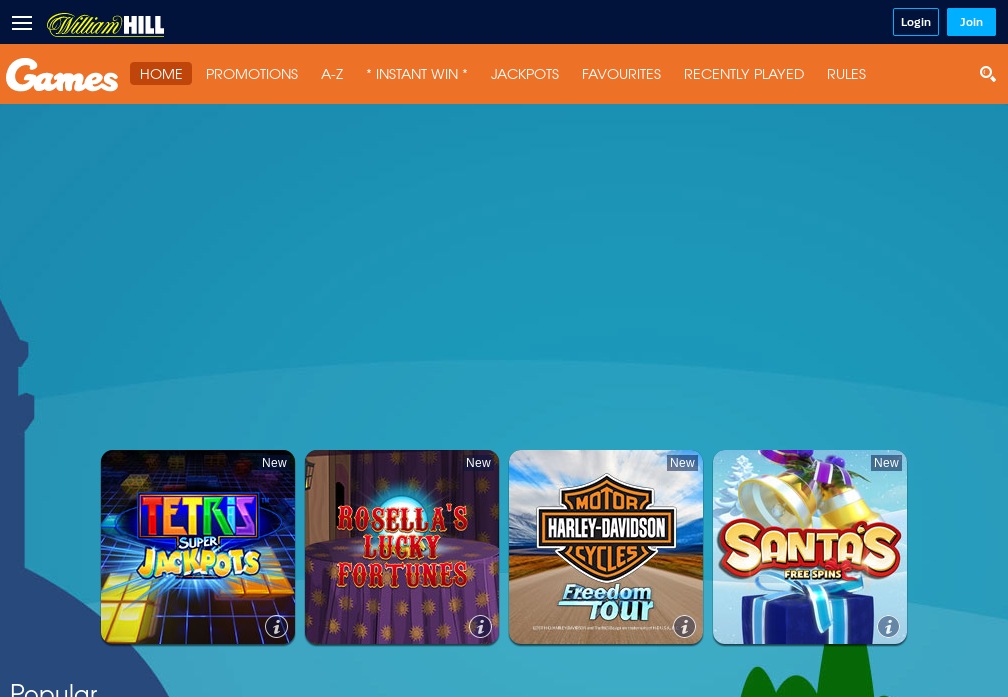 William HILL
Login
Join
Games
HOME
PROMOTIONS
A-Z
* INSTANT WIN *
JACKPOTS
FAVOURITES
RECENTLY PLAYED
RULES
New
TETRIS
SUPER
JACKPOTS
New
ROSELLA'S
LUCKY
FORTUNES
New
MOTOR
HARLEY-DAVIDSON
CYCLES
Freedom
TOUR
New
SANTA'S
FREE SPINS
Popular